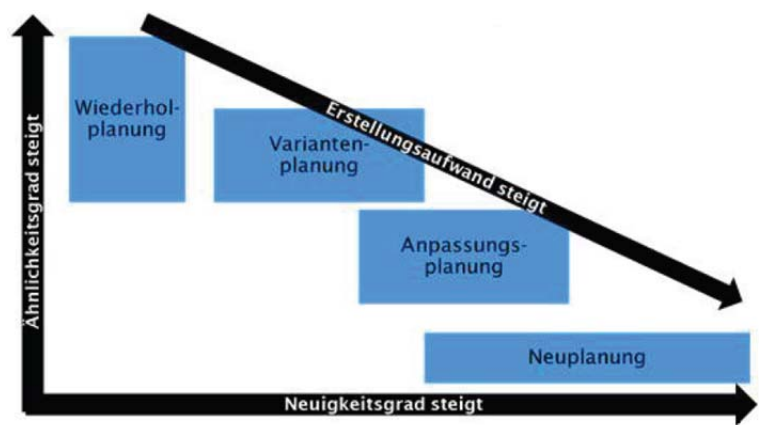 Ähnlichkeitsgrad steigt
Wiederhol-
planung
Varianten-
planung
Erstellungsaufwand steigt
Anpassungs-
planung
Neuplanung
Neuigkeitsgrad steigt